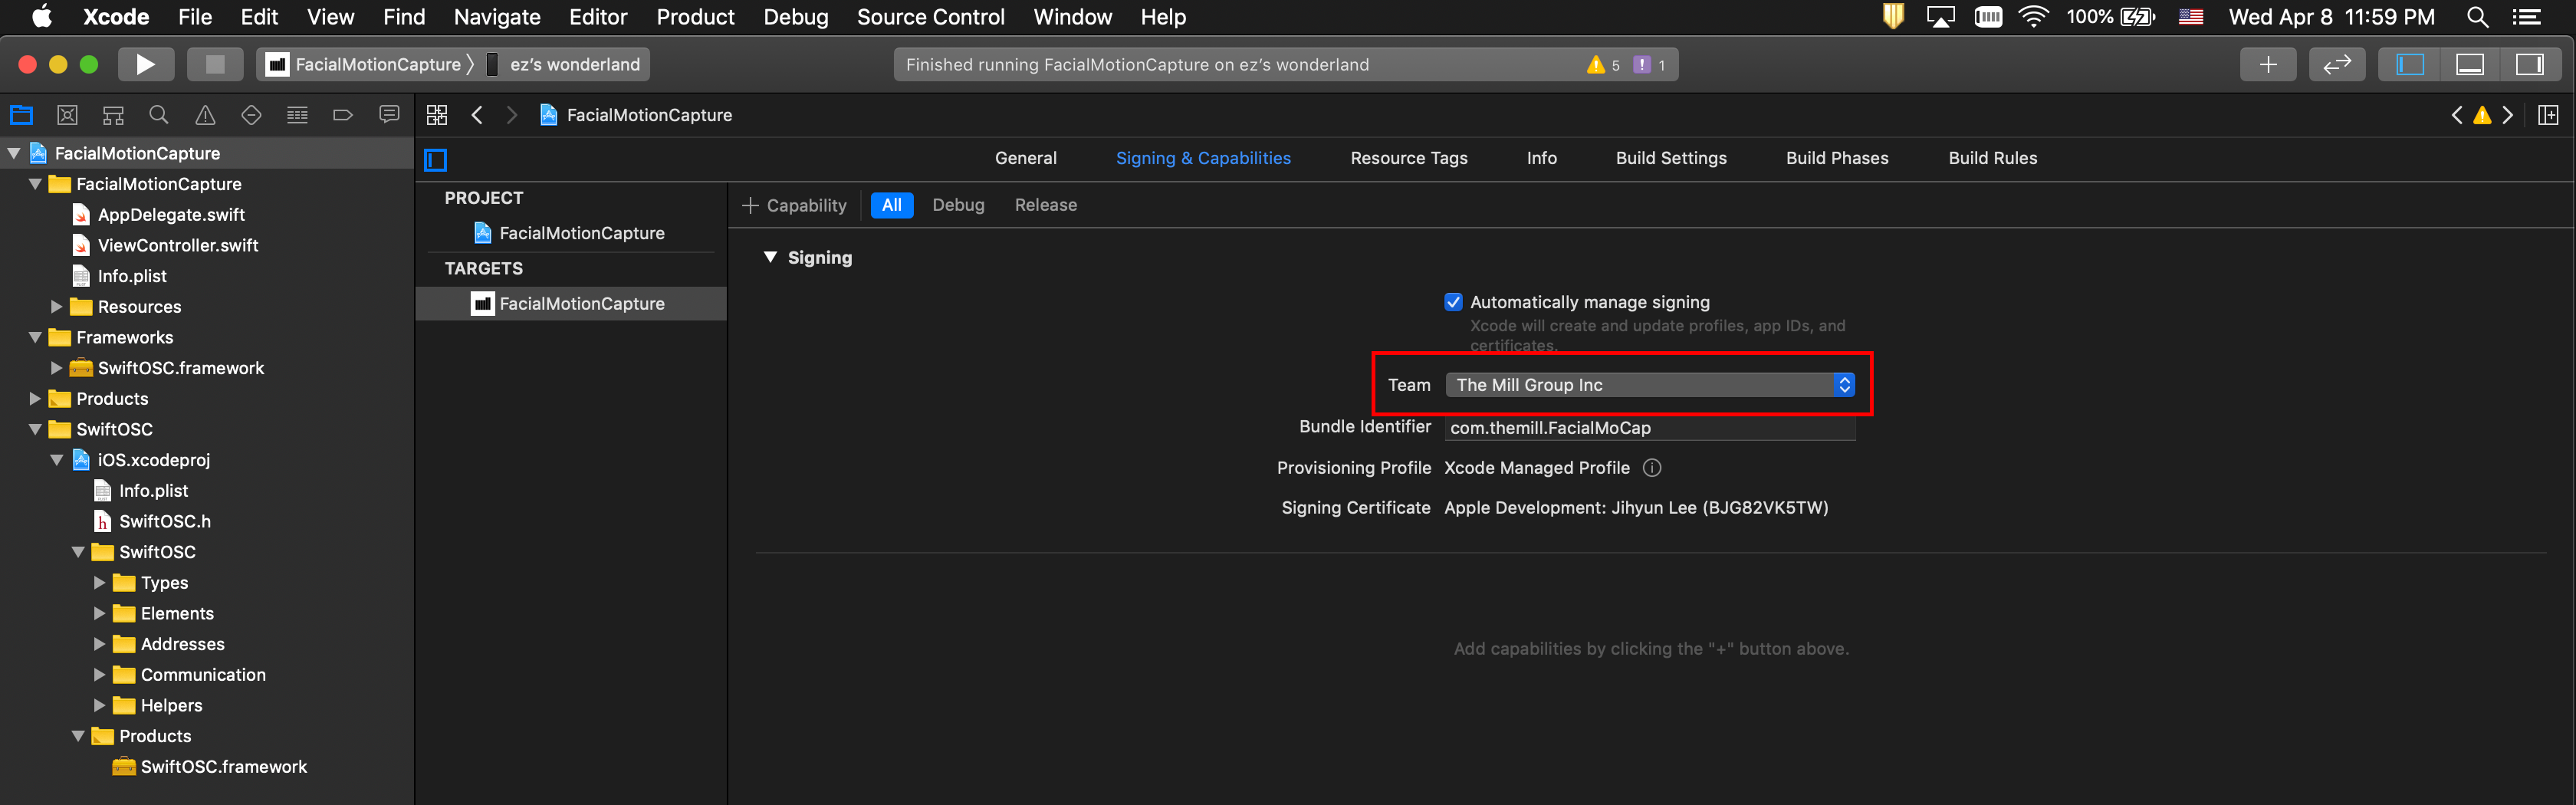 Xcode File Edit View Find Navigate Editor Product Debug Source Control Window Help 100% Wed Apr 8 11:59 PM
FacialMotionCapture ez's wonderland Finished running FacialMotionCapture on ez's wonderland 5 1
FacialMotionCapture
FacialMotionCapture
FacialMotionCapture
AppDelegate.swift
ViewController.swift
Info.plist
Resources
Frameworks
SwiftOSC.framework
Products
SwiftOSC
iOS.xcodeproj
Info.plist
SwiftOSC.h
SwiftOSC
Types
Elements
Addresses
Communication
Helpers
Products
SwiftOSC.framework
General Signing & Capabilities Resource Tags Info Build Settings Build Phases Build Rules
PROJECT
FacialMotionCapture
TARGETS
FacialMotionCapture
+ Capability All Debug Release
Signing
Automatically manage signing
Xcode will create and update profiles, app IDs, and
certificates.
Team The Mill Group Inc
Bundle Identifier com.themill.FacialMoCap
Provisioning Profile Xcode Managed Profile
Signing Certificate Apple Development: Jihyun Lee (BJG82VK5TW)
Add capabilities by clicking the "+" button above.